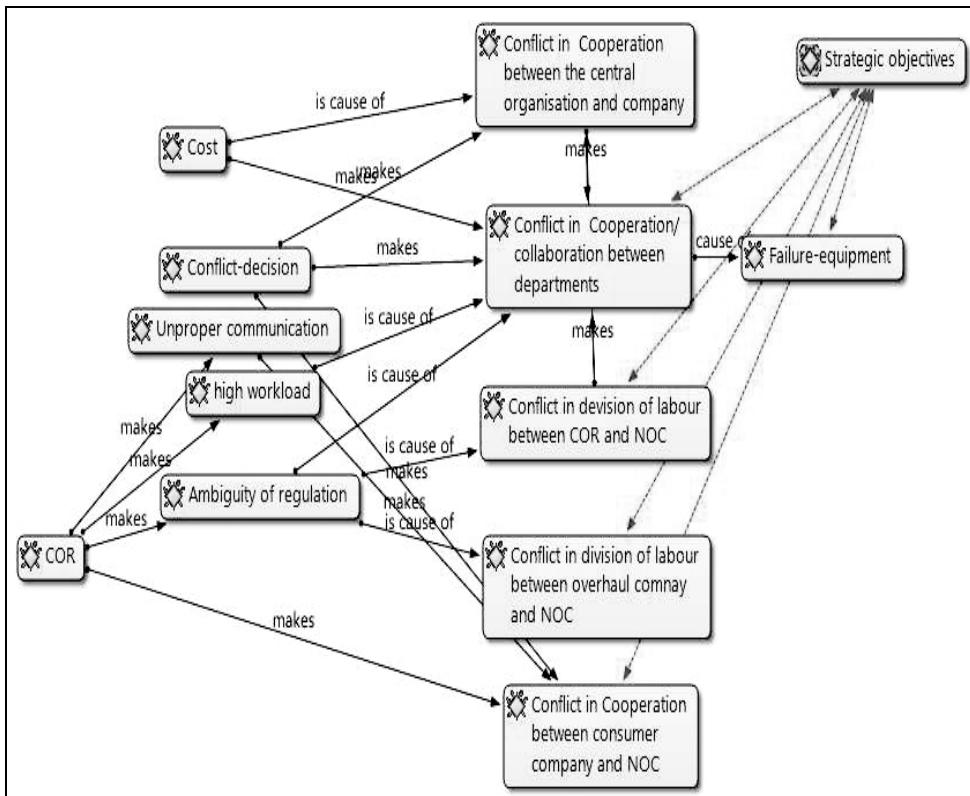 Conflict in Cooperation
between the central
organisation and company
Strategic objectives
is cause of
Cost
makes
makes
makes
Conflict in Cooperation/
collaboration between
departments
cause
Failure-equipment
Conflict-decision
makes
Unproper communication
is cause of
makes
high workload
is cause of
Conflict in devision of labour
between COR and NOC
makes
makes
is cause of
makes
Ambiguity of regulation
makes
makes
is cause of
COR
Conflict in division of labour
between overhaul comnay
and NOC
makes
Conflict in Cooperation
between consumer
company and NOC